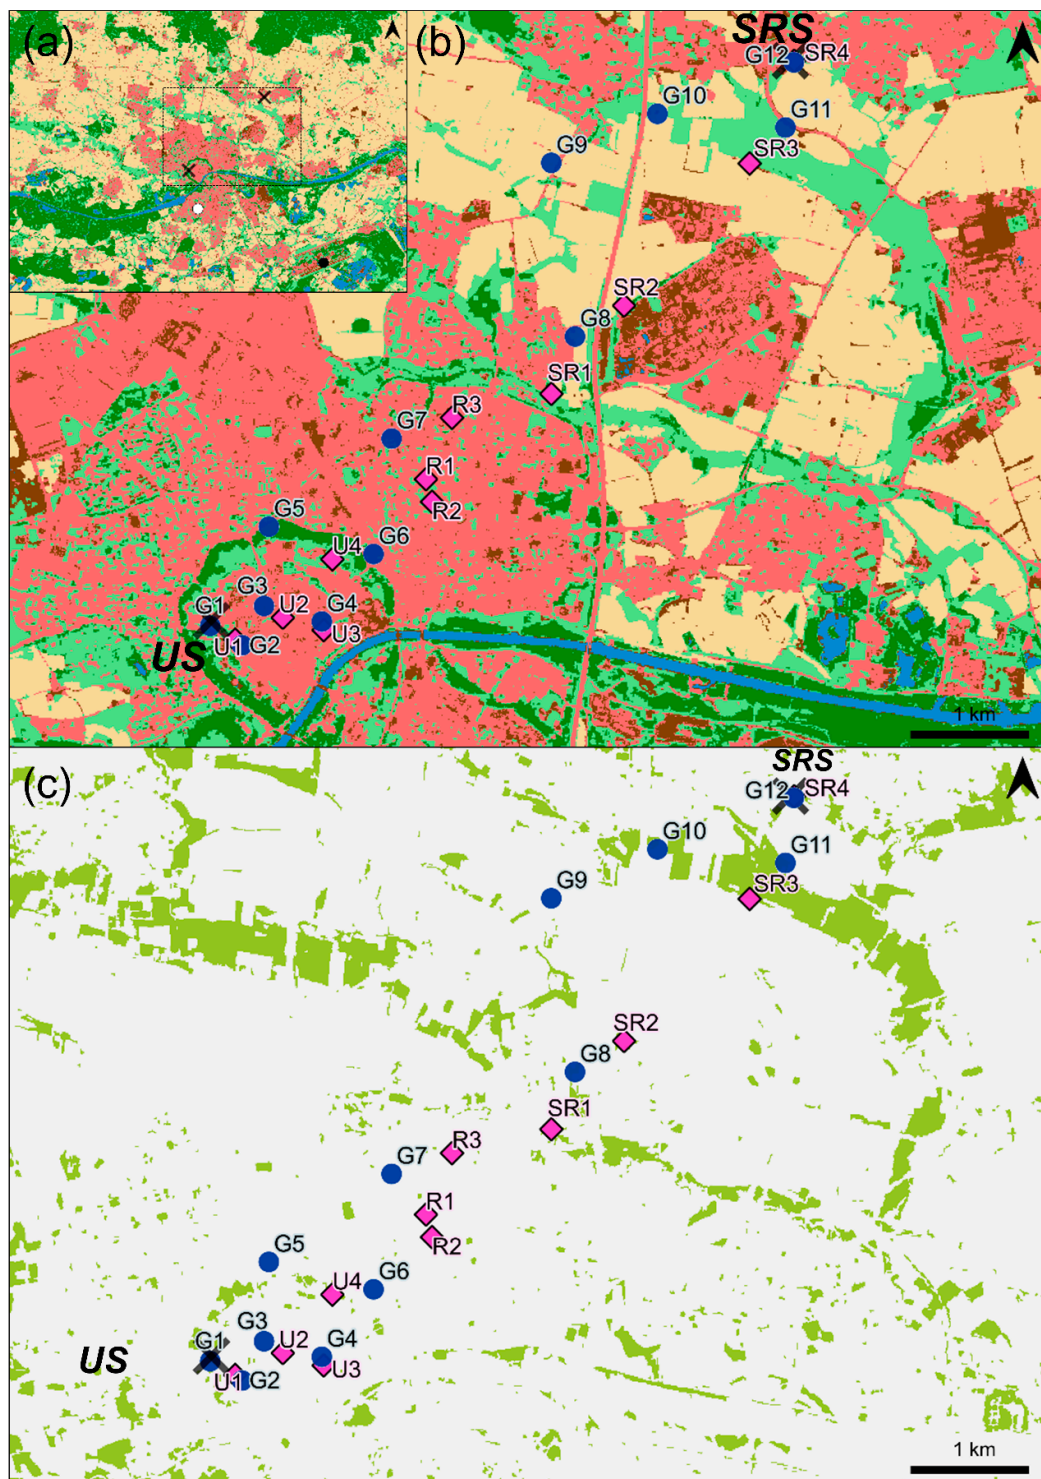 (a)
(b)
SRS
G12 SR4
G10
G11
G9
SR3
SR2
G8
SR1
R3
G7
R1
R2
G5
G6
U4
G3
G1
U2
G4
U1 G2
U3
US
1 km
(c)
SRS
G12 SR4
G10
G11
G9
SR3
SR2
G8
SR1
R3
G7
R1
R2
G5
G6
U4
G3
G1
U2
G4
US
U1 G2
U3
1 km